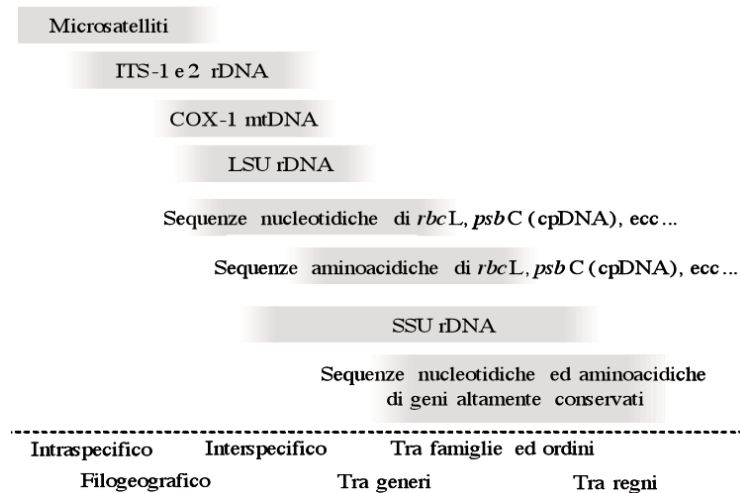 Microsatelliti
ITS-1 e 2 rDNA
COX-1 mtDNA
LSU rDNA
Sequenze nucleotidiche di rbcL, psbC (cpDNA), ecc...
Sequenze aminoacidiche di rbcL, psbC (cpDNA), ecc...
SSU rDNA
Sequenze nucleotidiche ed aminoacidiche
di geni altamente conservati
Intraspecifico Interspecifico Tra famiglie ed ordini
Filogeografico Tra generi Tra regni